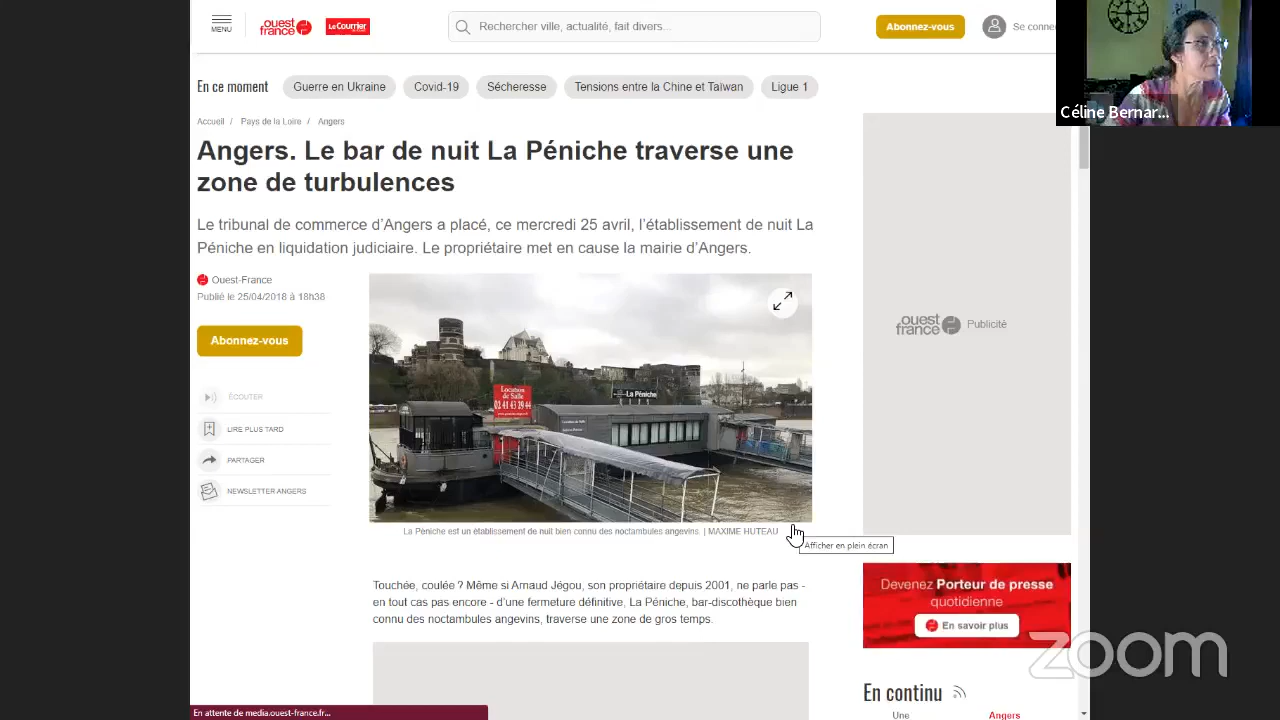 MENU
ouest
france
Le Courrier
Rechercher ville, actualité, fait divers...
Abonnez-vous
Se conne
Céline Bernar...
En ce moment
Guerre en Ukraine
Covid-19
Sécheresse
Tensions entre la Chine et Taïwan
Ligue 1
Accueil / Pays de la Loire / Angers
Angers. Le bar de nuit La Péniche traverse une
zone de turbulences
Le tribunal de commerce d’Angers a placé, ce mercredi 25 avril, l’établissement de nuit La
Péniche en liquidation judiciaire. Le propriétaire met en cause la mairie d’Angers.
Ouest-France
Publié le 25/04/2018 à 18h38
Abonnez-vous
ÉCOUTER
LIRE PLUS TARD
PARTAGER
NEWSLETTER ANGERS
Location
de Salle
02 41 43 29 44
La Péniche
La Péniche est un établissement de nuit bien connu des noctambules angevins. | MAXIME HUTEAU
Afficher en plein écran
Touchée, coulée ? Même si Arnaud Jégou, son propriétaire depuis 2001, ne parle pas -
en tout cas pas encore - d’une fermeture définitive, La Péniche, bar-discothèque bien
connu des noctambules angevins, traverse une zone de gros temps.
ouest
france
Publicité
Devenez Porteur de presse
quotidienne
En savoir plus
zoom
En continu
Une
Angers
En attente de media.ouest-france.fr...